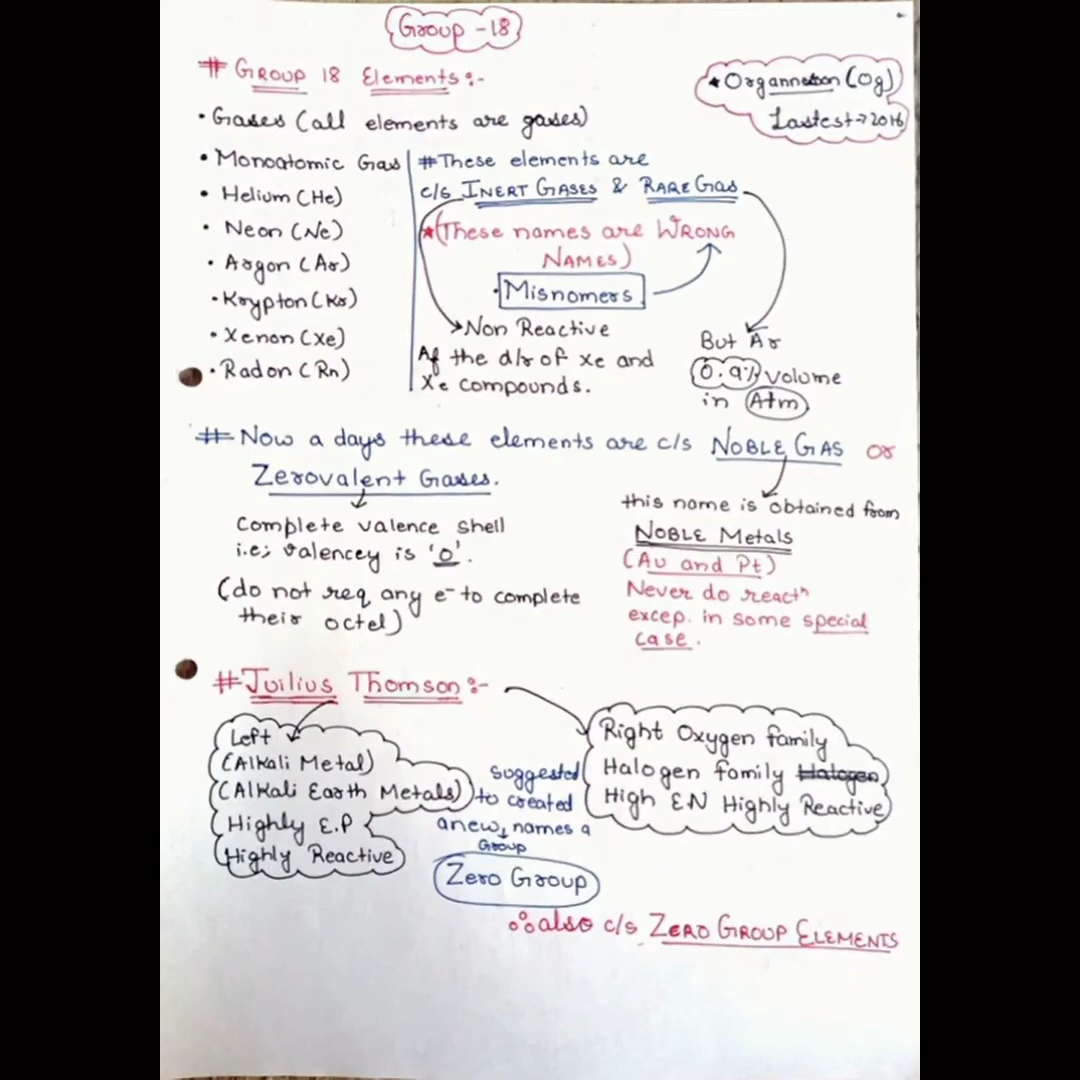 Group - 18
# GROUP 18 Elements :-
* Organnetson (Og)
Lastest → 2016
• Gases (all elements are gases)
• Monoatomic Gas
• Helium (He)
• Neon (Ne)
• Argon (Ar)
• Krypton (Kr)
• Xenon (Xe)
• Radon (Rn)
# These elements are
c/s INERT GASES & RARE GAS
* (These names are WRONG
NAMES)
• Misnomers
Non Reactive
Af the d/s of xe and
Xe compounds.
But Ar
0.9% volume
in Atm
# Now a days these elements are c/s NOBLE GAS or
Zerovalent Gases.
Complete valence shell
i.e; valencey is '0'.
(do not req any e⁻ to complete
their octel)
this name is obtained from
NOBLE Metals
(Au and Pt)
Never do reactⁿ
excep. in some special
case.
# Juilius Thomson :-
Left
(Alkali Metal)
(Alkali Earth Metals)
Highly E.P
Highly Reactive
suggested
to created
a new, names a
Group
Zero Group
Right Oxygen family
Halogen family Halogen
High EN Highly Reactive
∴ also c/s ZERO GROUP ELEMENTS